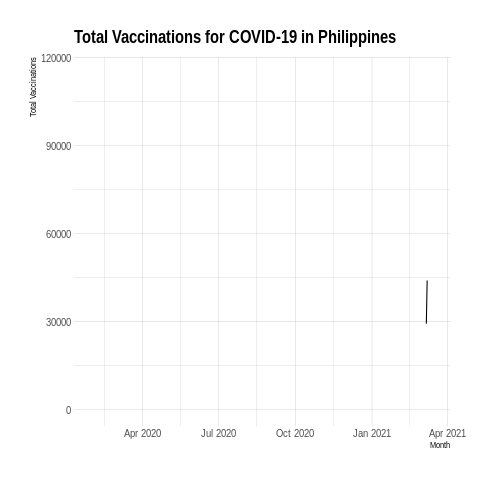 Total Vaccinations for COVID-19 in Philippines
Total Vaccinations
120000
90000
60000
30000
0
Apr 2020 Jul 2020 Oct 2020 Jan 2021 Apr 2021
Month